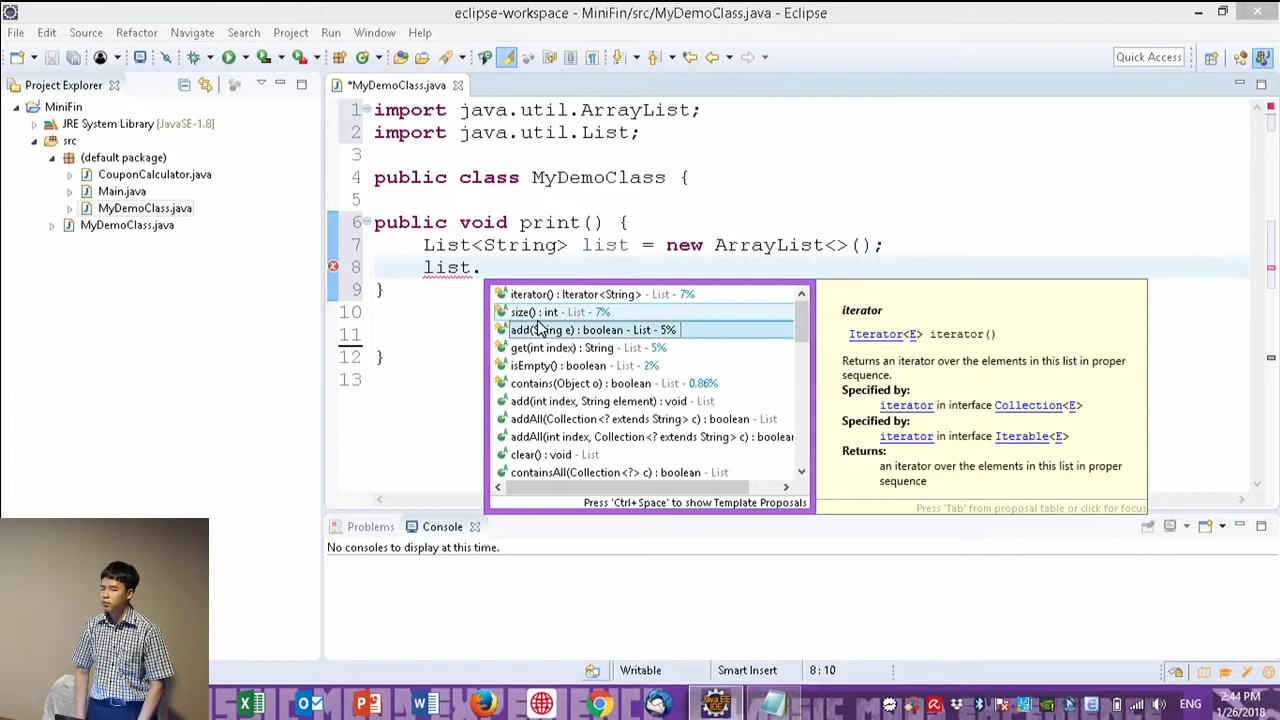 eclipse-workspace - MiniFin/src/MyDemoClass.java - Eclipse
File Edit Source Refactor Navigate Search Project Run Window Help
Quick Access
Project Explorer
*MyDemoClass.java
MiniFin
JRE System Library [JavaSE-1.8]
src
(default package)
CouponCalculator.java
Main.java
MyDemoClass.java
MyDemoClass.java
1 import java.util.ArrayList;
2 import java.util.List;
3
4 public class MyDemoClass {
5
6 public void print() {
7 List<String> list = new ArrayList<>();
8 list.
9 }
10
11
12 }
13
iterator() : Iterator<String> - List - 7%
size() : int - List - 7%
add(String e) : boolean - List - 5%
get(int index) : String - List - 5%
isEmpty() : boolean - List - 2%
contains(Object o) : boolean - List - 0.86%
add(int index, String element) : void - List
addAll(Collection<? extends String> c) : boolean - List
addAll(int index, Collection<? extends String> c) : boolean
clear() : void - List
containsAll(Collection<?> c) : boolean - List
Press 'Ctrl+Space' to show Template Proposals
iterator
Iterator<E> iterator()
Returns an iterator over the elements in this list in proper
sequence.
Specified by:
iterator in interface Collection<E>
Specified by:
iterator in interface Iterable<E>
Returns:
an iterator over the elements in this list in proper
sequence
Press 'Tab' from proposal table or click for focus
Problems Console
No consoles to display at this time.
Writable Smart Insert 8 : 10
Java EE
IDE
ENG
2:44 PM
1/26/2018